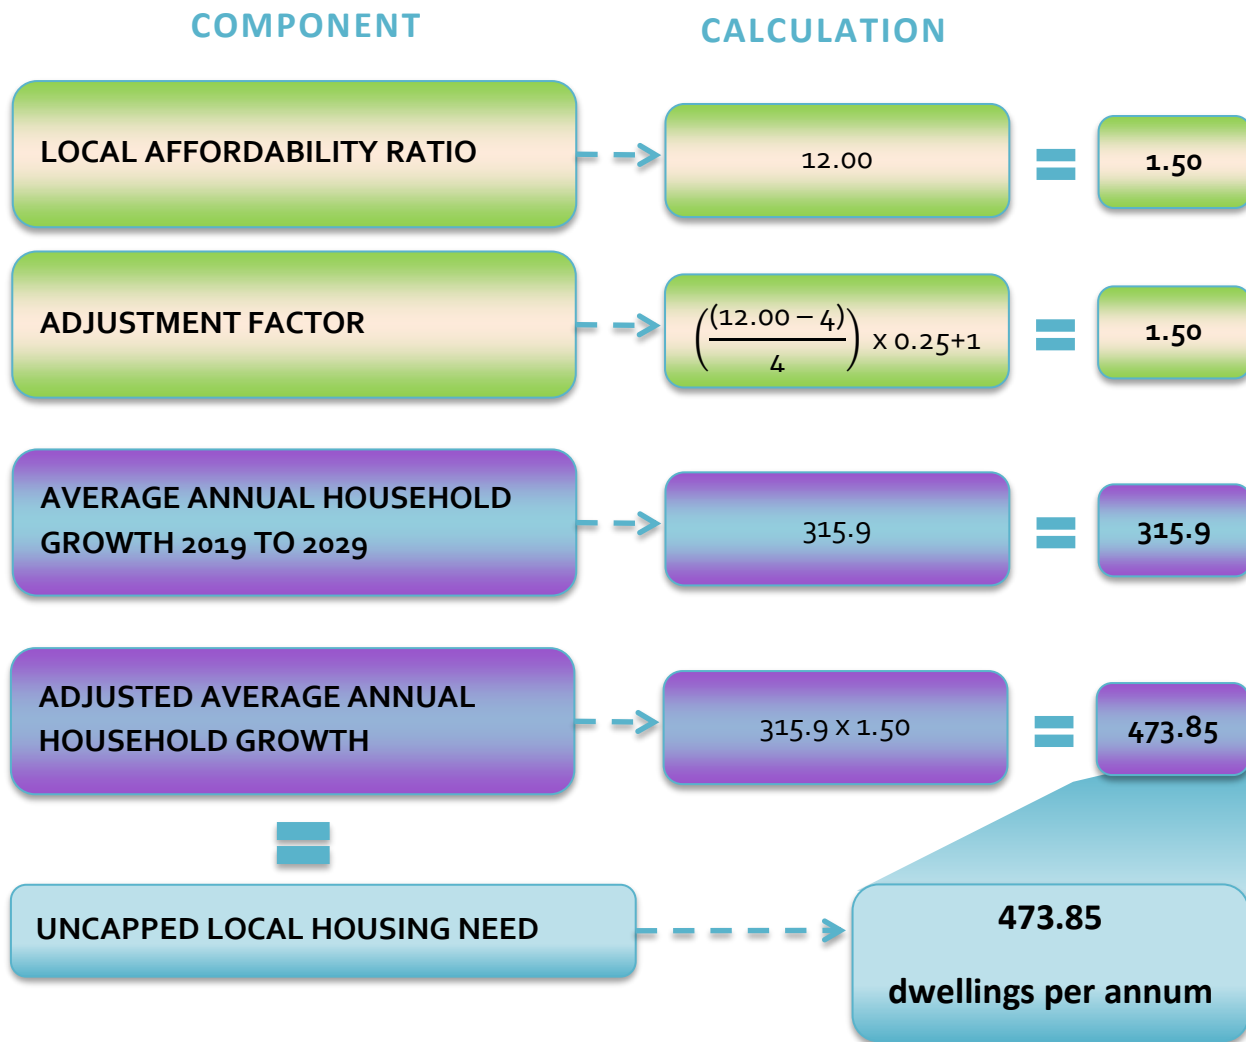 COMPONENT
CALCULATION
LOCAL AFFORDABILITY RATIO
12.00
=
1.50
ADJUSTMENT FACTOR
((12.00 – 4)/4) x 0.25+1
=
1.50
AVERAGE ANNUAL HOUSEHOLD
GROWTH 2019 TO 2029
315.9
=
315.9
ADJUSTED AVERAGE ANNUAL
HOUSEHOLD GROWTH
315.9 x 1.50
=
473.85
=
UNCAPPED LOCAL HOUSING NEED
473.85
dwellings per annum